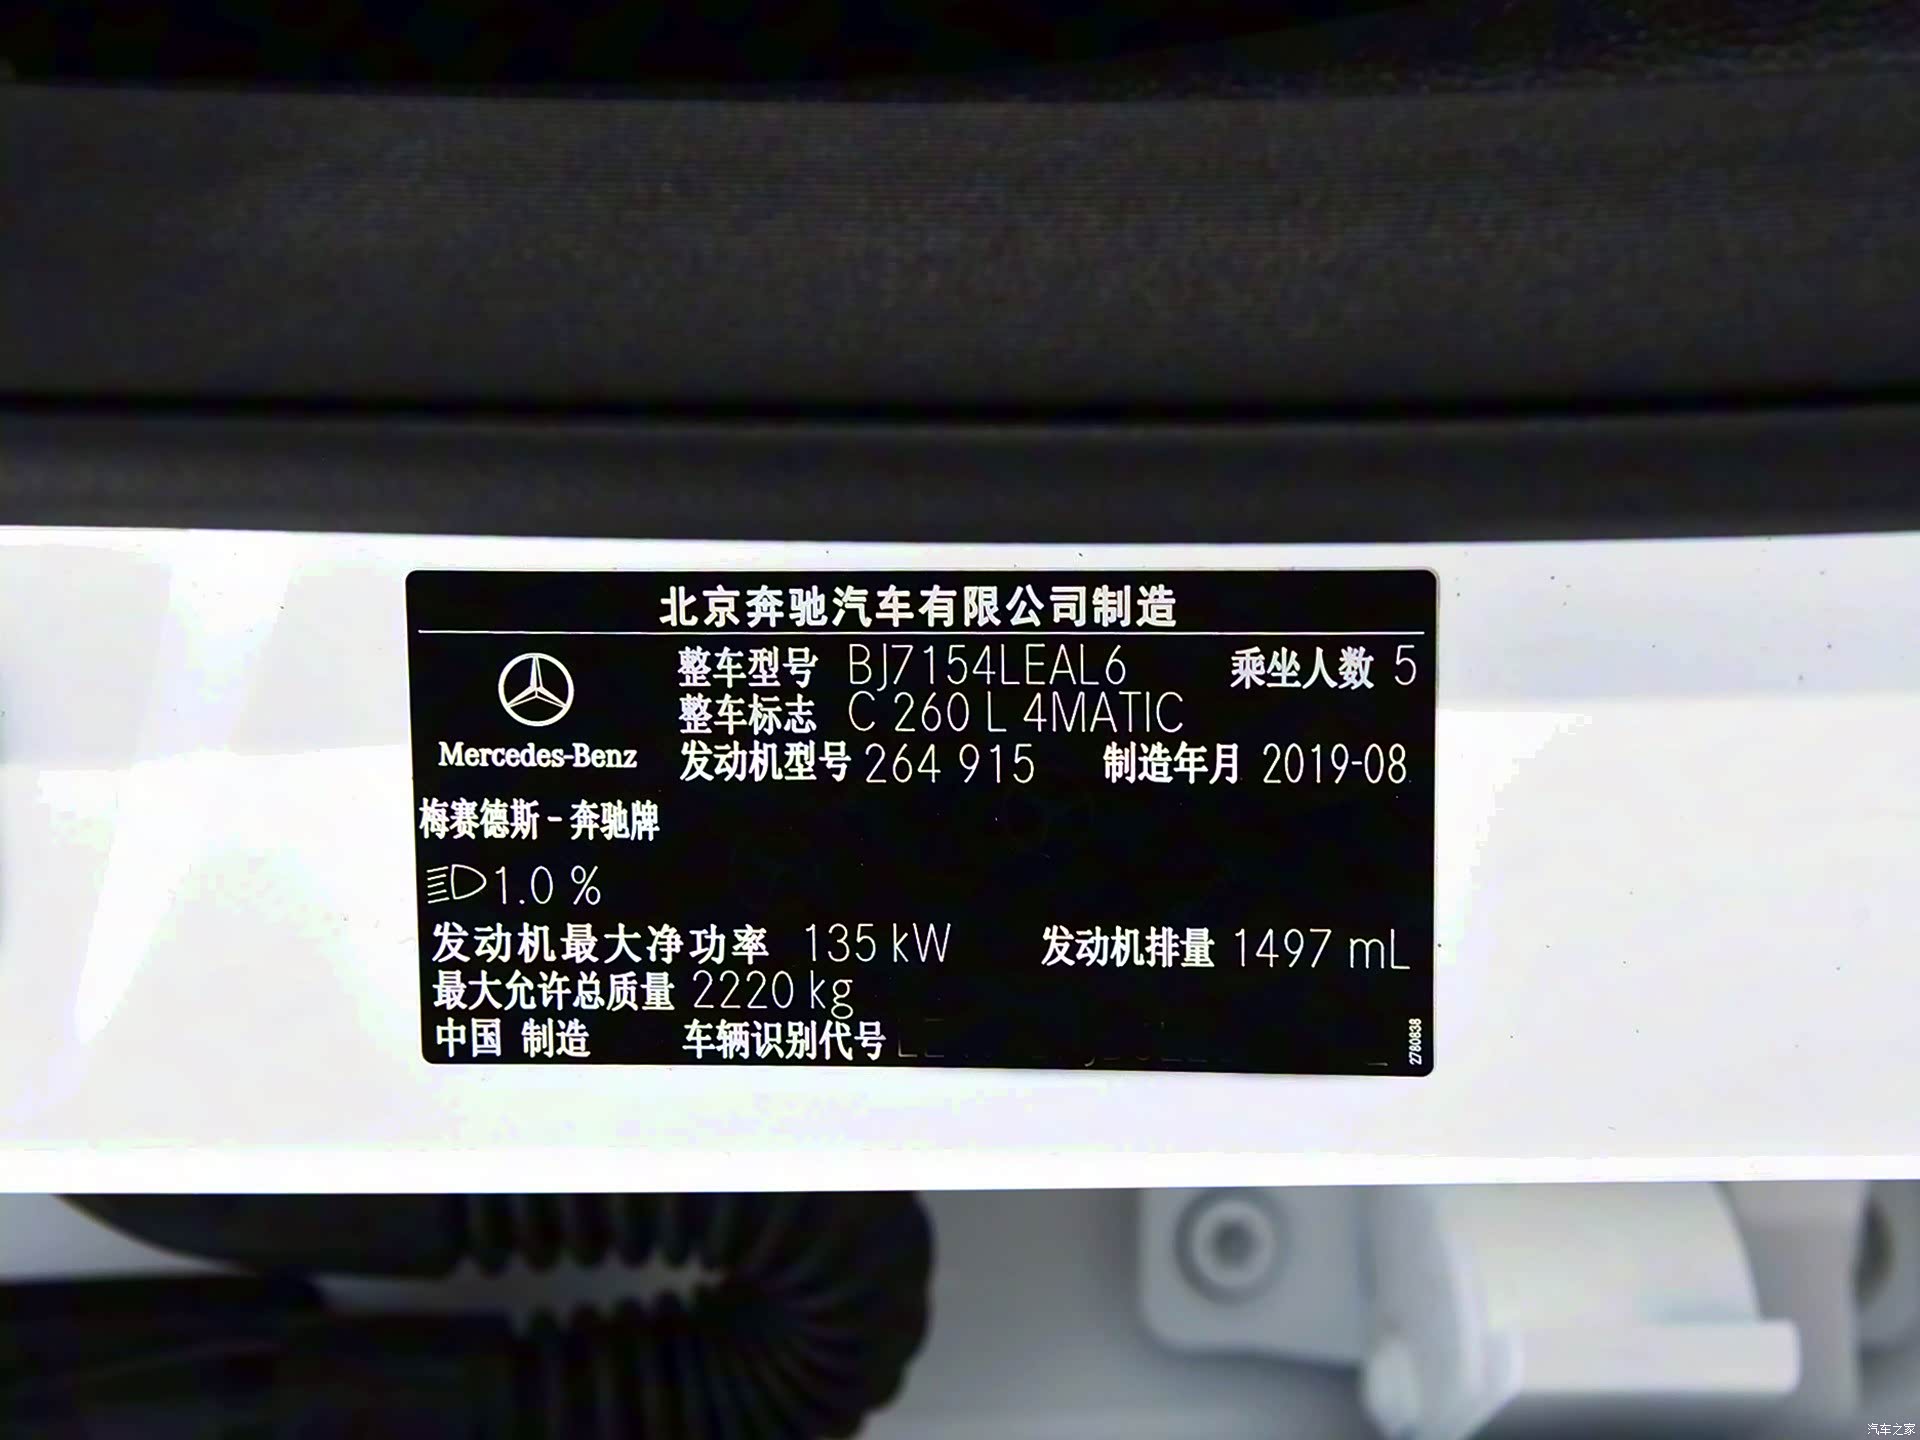 北京奔驰汽车有限公司制造
整车型号 BJ7154LEAL6 乘坐人数 5
整车标志 C 260 L 4MATIC
Mercedes-Benz
发动机型号 264 915 制造年月 2019-08
梅赛德斯-奔驰牌
1.0 %
发动机最大净功率 135 kW 发动机排量 1497 mL
最大允许总质量 2220 kg
中国 制造 车辆识别代号
2780838
汽车之家